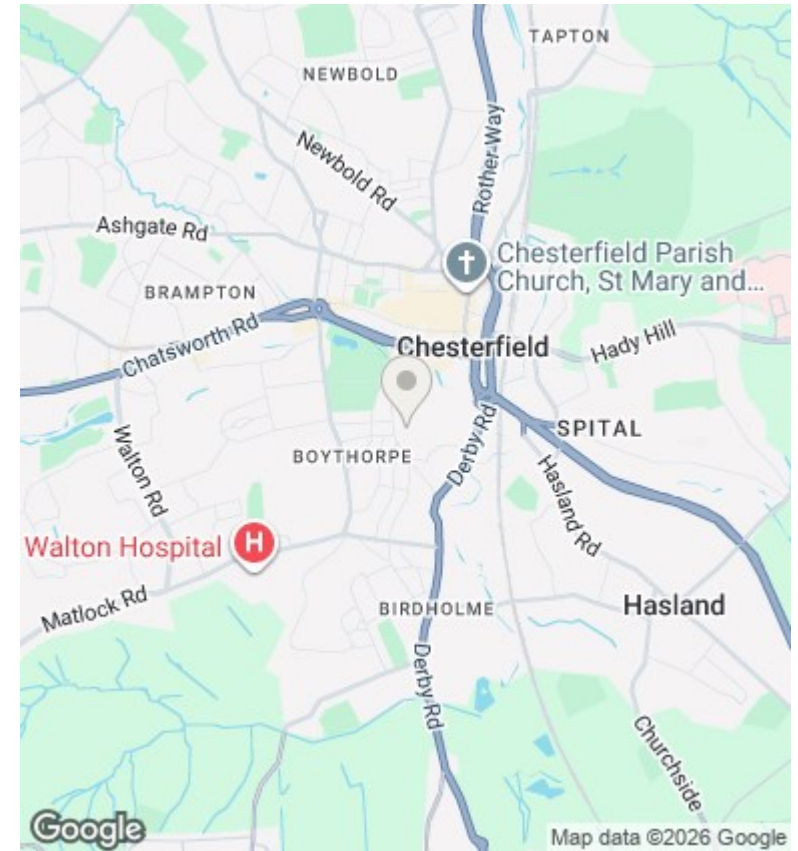 TAPTON
NEWBOLD
Newbold Rd
Rother Way
Ashgate Rd
Chesterfield Parish
Church, St Mary and...
BRAMPTON
Chatsworth Rd
Chesterfield
Hady Hill
Walton Rd
BOYTHORPE
Derby Rd
SPITAL
Hasland Rd
Walton Hospital
H
Matlock Rd
BIRDHOLME
Hasland
Derby Rd
Churchside
Google
Map data ©2026 Google